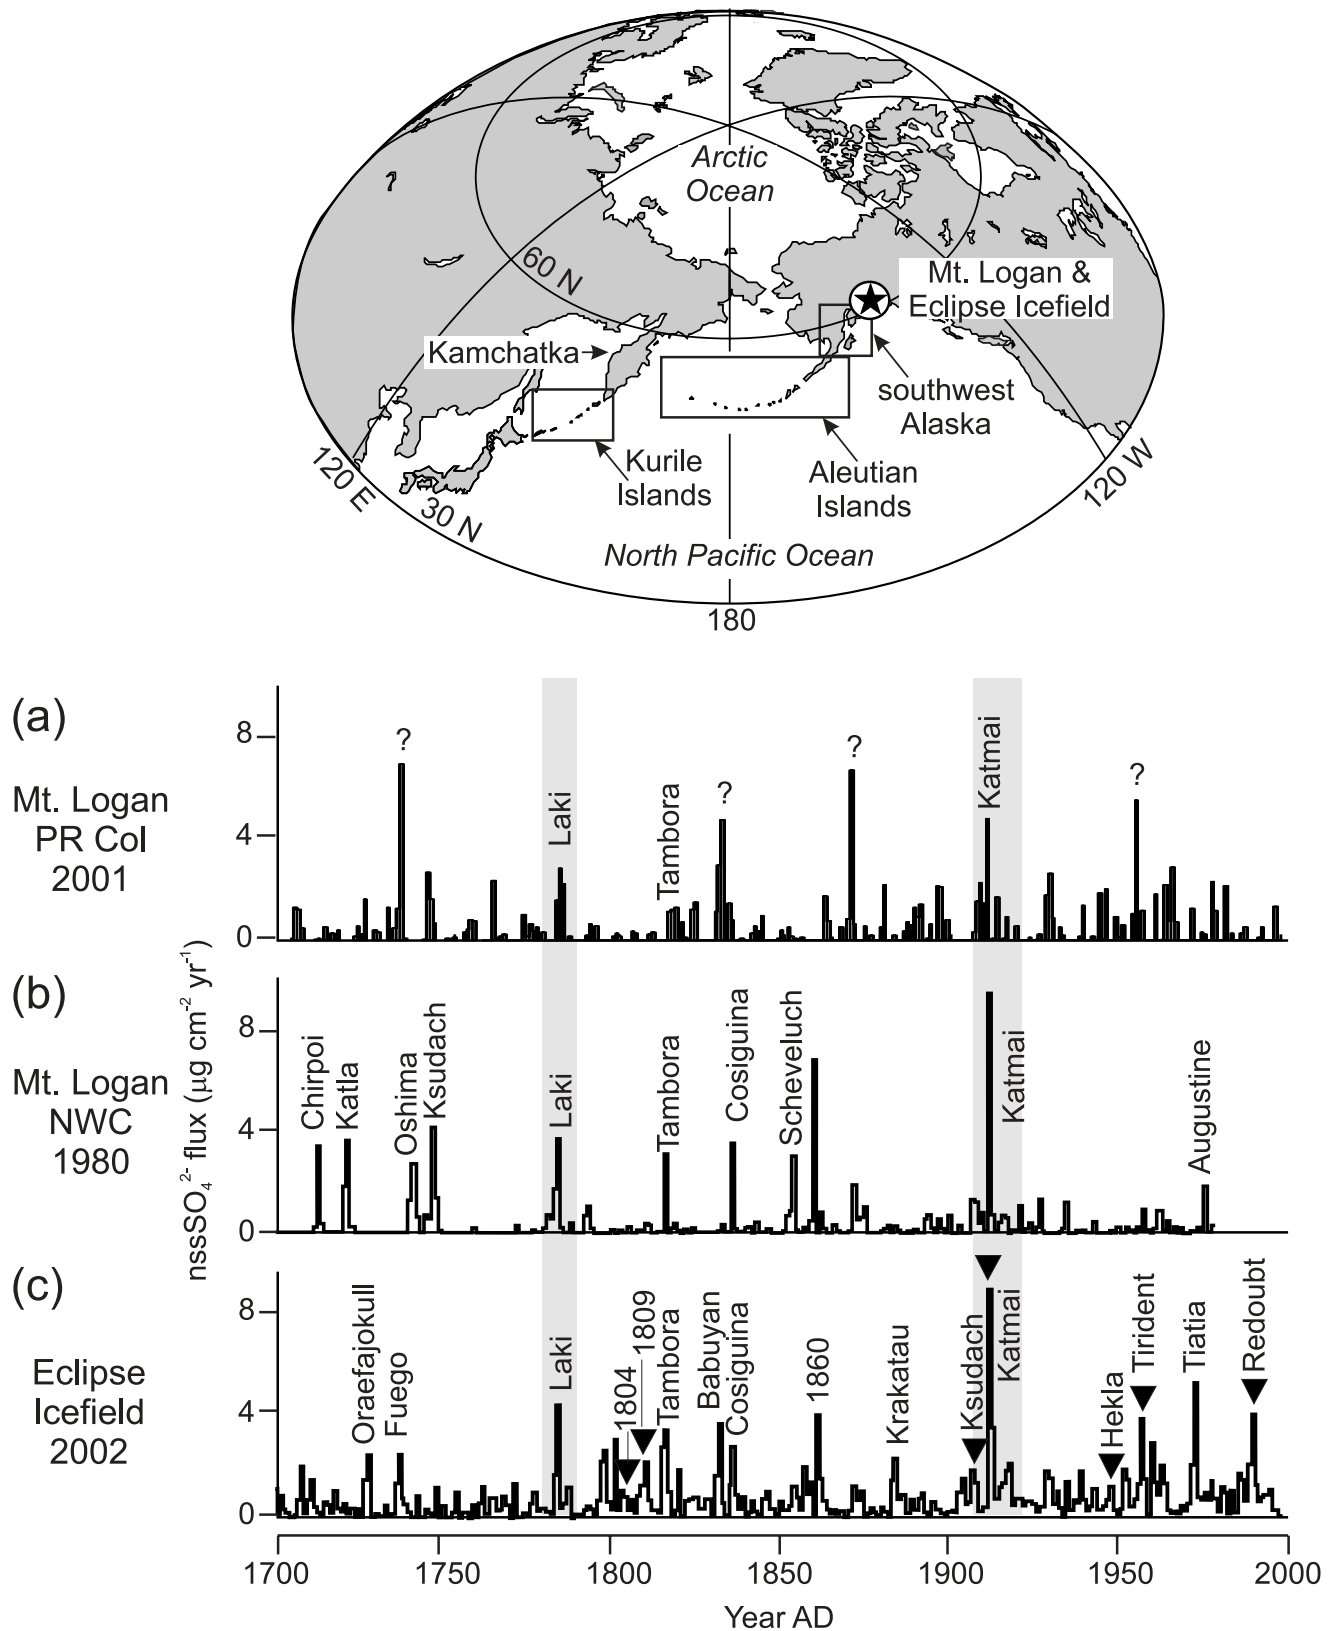 Arctic
Ocean
60 N
Mt. Logan &
Eclipse Icefield
Kamchatka
southwest
Alaska
Kurile
Islands
Aleutian
Islands
120 E
30 N
120 W
North Pacific Ocean
180
(a)
Mt. Logan
PR Col
2001
8
4
0
?
Laki
Tambora
?
?
Katmai
?
nssSO₄²⁻ flux (μg cm⁻² yr⁻¹)
(b)
Mt. Logan
NWC
1980
8
4
0
Chirpoi
Katla
Oshima
Ksudach
Laki
Tambora
Cosiguina
Scheveluch
Katmai
Augustine
(c)
Eclipse
Icefield
2002
8
4
0
Oraefajokull
Fuego
Laki
1804
1809
Tambora
Babuyan
Cosiguina
1860
Krakatau
Ksudach
Katmai
Hekla
Tirident
Tiatia
Redoubt
1700
1750
1800
1850
1900
1950
2000
Year AD